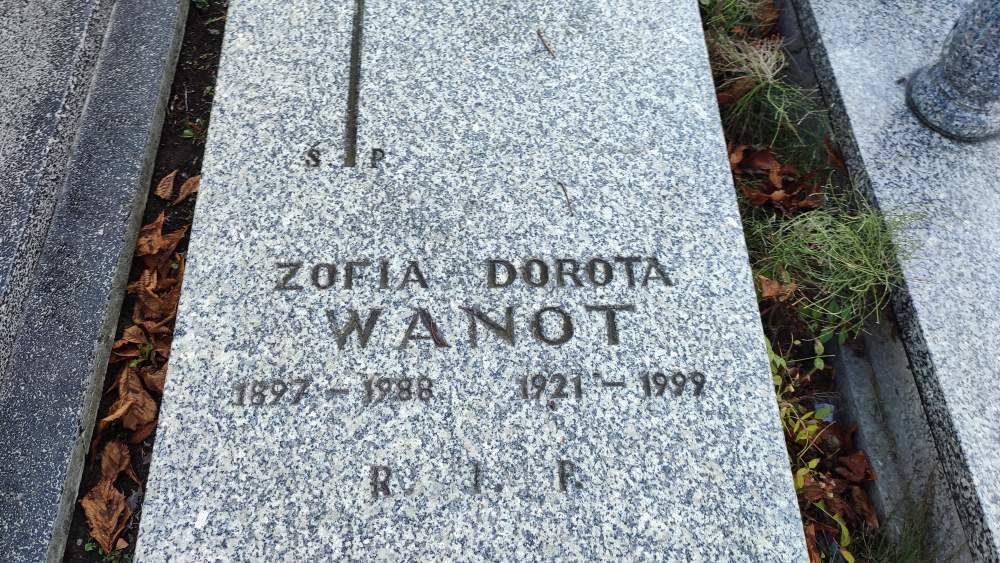 S P
ZOFIA DOROTA
WANOT
1897 - 1988 1921 - 1999
R. I. P.